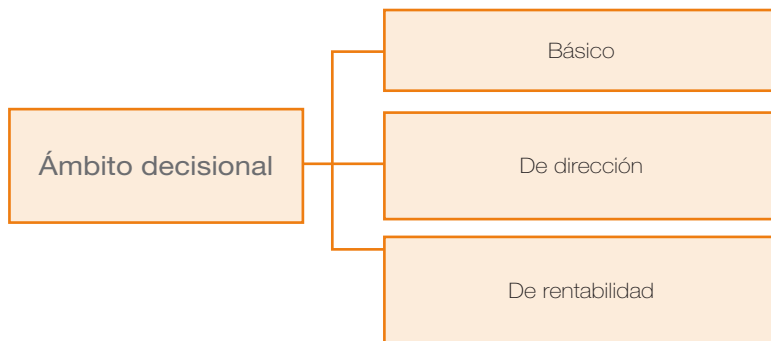 Ámbito decisional
Básico
De dirección
De rentabilidad